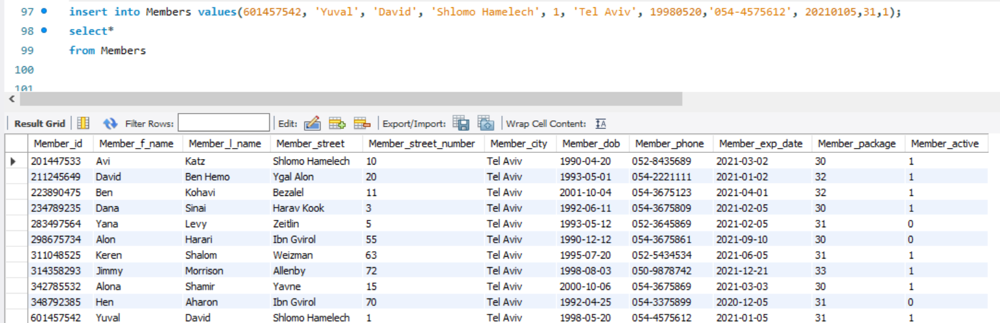 97 insert into Members values(601457542, 'Yuval', 'David', 'Shlomo Hamelech', 1, 'Tel Aviv', 19980520,'054-4575612', 20210105,31,1);
98 select*
99 from Members
100
101
Result Grid Filter Rows: Edit: Export/Import: Wrap Cell Content:
Member_id Member_f_name Member_l_name Member_street Member_street_number Member_city Member_dob Member_phone Member_exp_date Member_package Member_active
201447533 Avi Katz Shlomo Hamelech 10 Tel Aviv 1990-04-20 052-8435689 2021-03-02 30 1
211245649 David Ben Hemo Ygal Alon 20 Tel Aviv 1993-05-01 054-2221111 2021-01-02 32 1
223890475 Ben Kohavi Bezalel 11 Tel Aviv 2001-10-04 054-3675123 2021-04-01 32 1
234789235 Dana Sinai Harav Kook 3 Tel Aviv 1992-06-11 054-3675809 2021-02-05 30 1
283497564 Yana Levy Zeitlin 5 Tel Aviv 1993-05-12 052-3645869 2021-02-05 31 0
298675734 Alon Harari Ibn Gvirol 55 Tel Aviv 1990-12-12 054-3675861 2021-09-10 30 0
311048525 Keren Shalom Weizman 63 Tel Aviv 1995-07-20 052-5434534 2021-06-05 31 1
314358293 Jimmy Morrison Allenby 72 Tel Aviv 1998-08-03 050-9878742 2021-12-21 33 1
342785532 Alona Shamir Yavne 15 Tel Aviv 2000-10-06 054-3675869 2021-03-03 30 1
348792385 Hen Aharon Ibn Gvirol 70 Tel Aviv 1992-04-25 054-3375899 2020-12-05 31 0
601457542 Yuval David Shlomo Hamelech 1 Tel Aviv 1998-05-20 054-4575612 2021-01-05 31 1